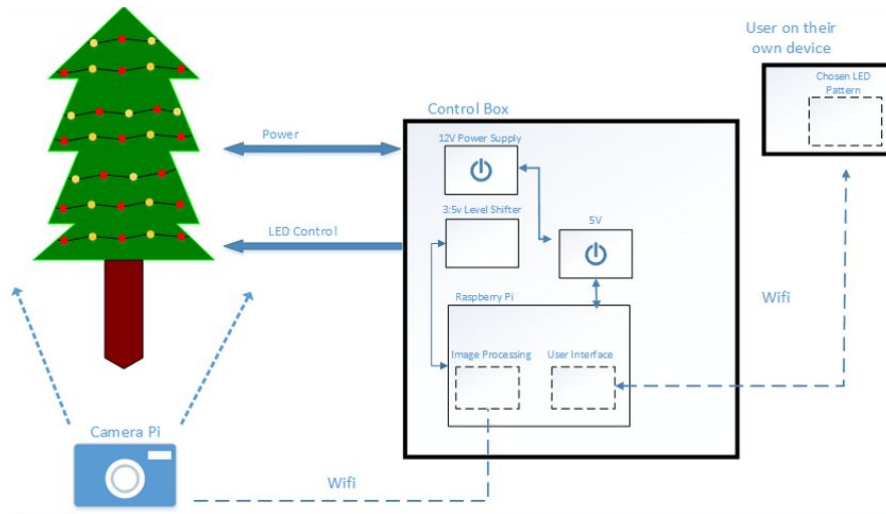 User on their
own device
Chosen LED
Pattern
Control Box
Power
12V Power Supply
3:5v Level Shifter
5V
LED Control
Wifi
Raspberry Pi
Image Processing
User Interface
Camera Pi
Wifi